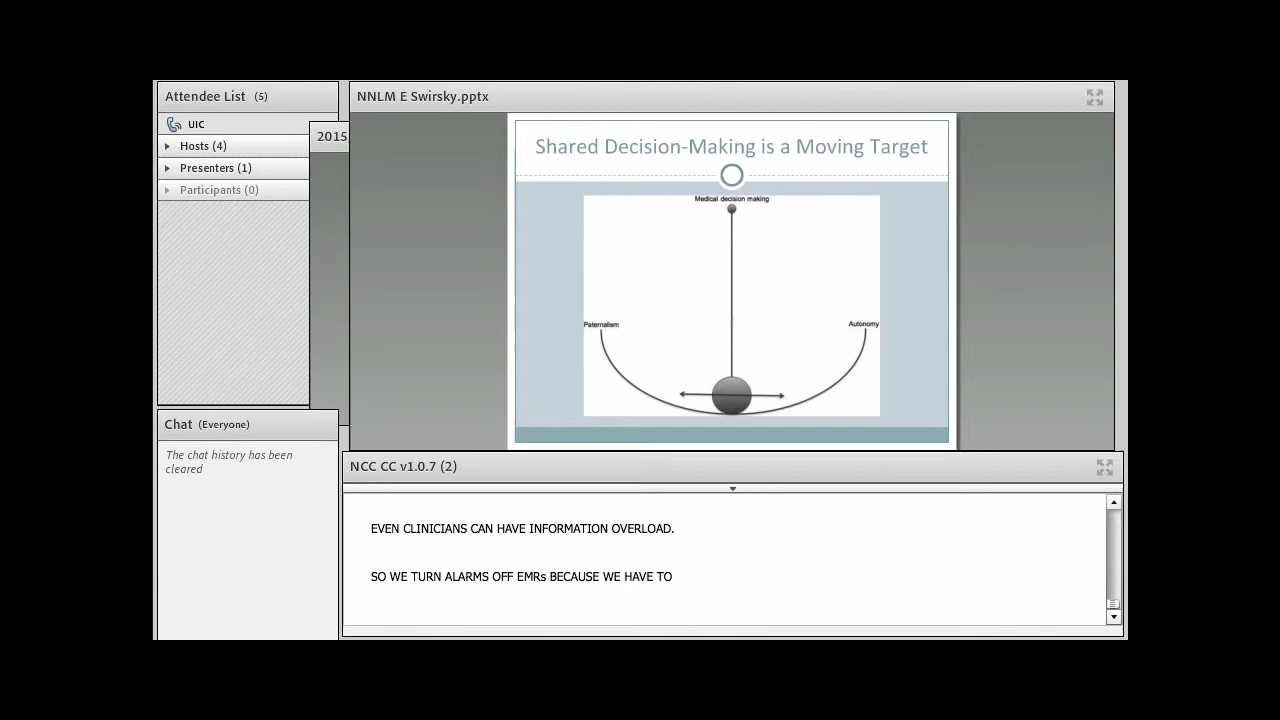 Attendee List (5)
UIC
Hosts (4)
Presenters (1)
Participants (0)
2015
Chat (Everyone)
The chat history has been
cleared
NNLM E Swirsky.pptx
Shared Decision-Making is a Moving Target
Medical decision making
Paternalism
Autonomy
NCC CC v1.0.7 (2)
EVEN CLINICIANS CAN HAVE INFORMATION OVERLOAD.
SO WE TURN ALARMS OFF EMRs BECAUSE WE HAVE TO